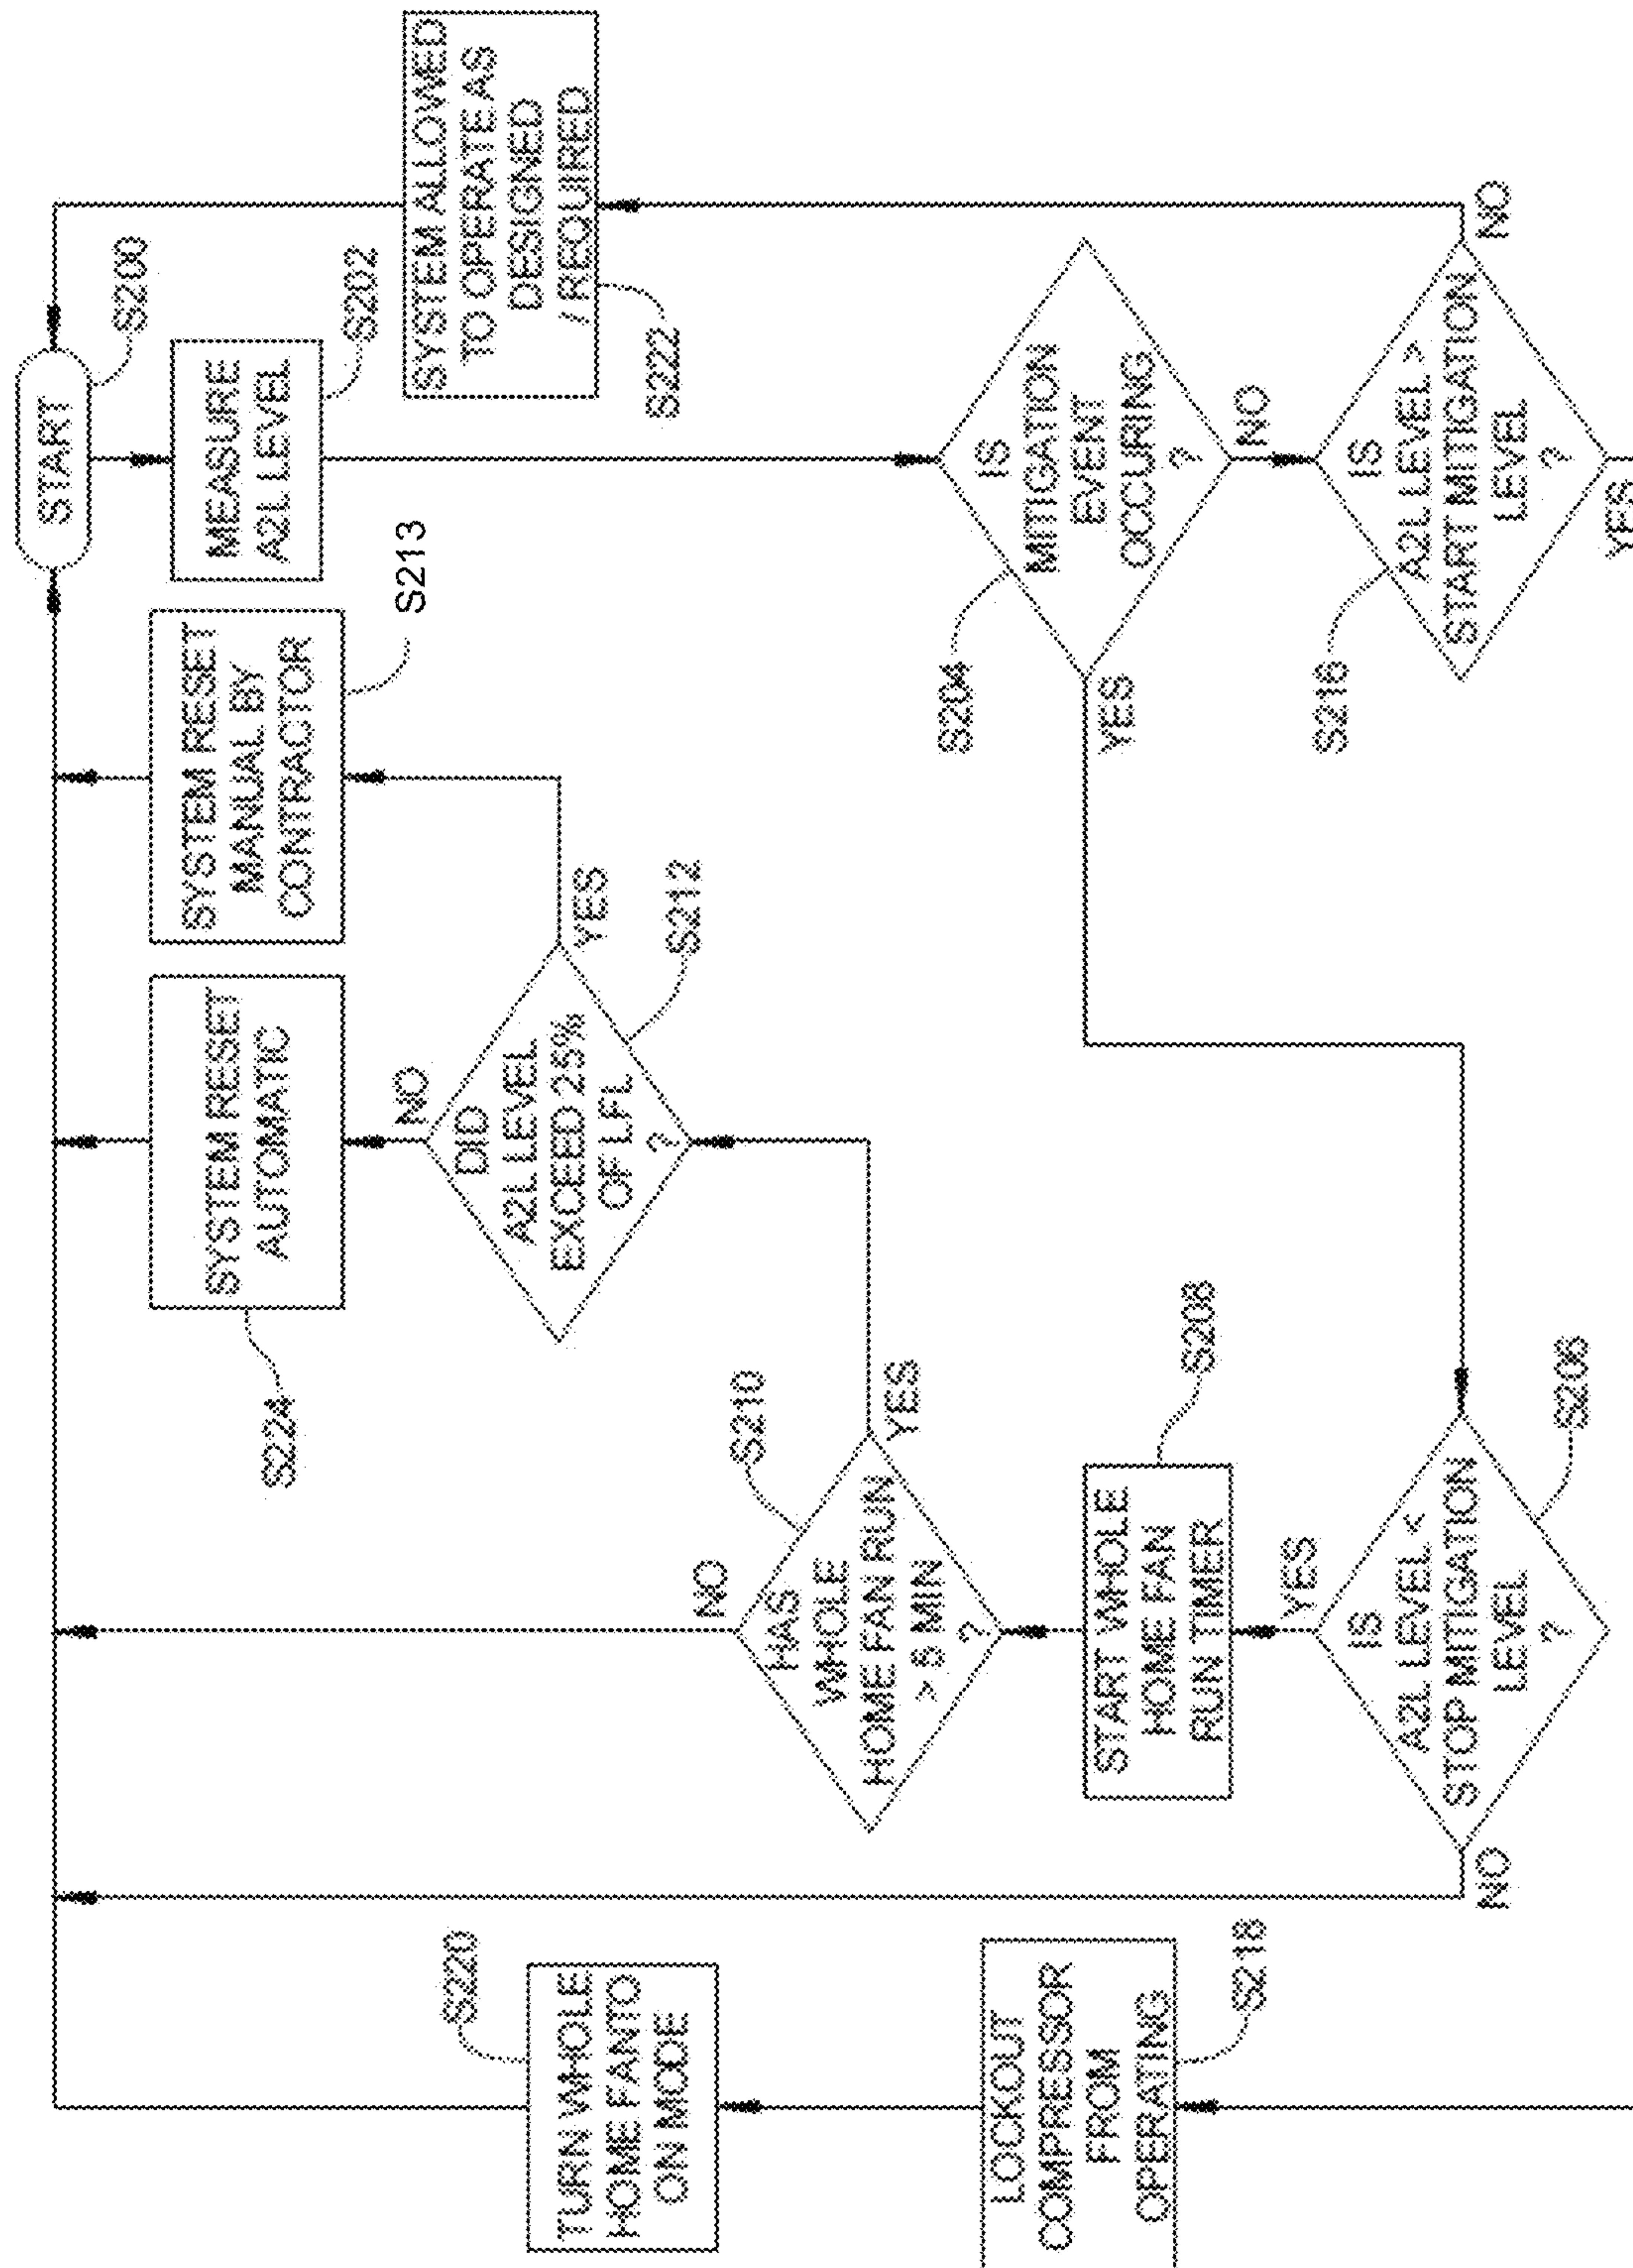 START
S200
MEASURE
A2L LEVEL
S202
SYSTEM ALLOWED
TO OPERATE AS
DESIGNED
/ REQUIRED
S222
SYSTEM RESET
MANUAL BY
CONTRACTOR
S213
SYSTEM RESET
AUTOMATIC
S224
NO
DID
A2L LEVEL
EXCEED 25%
OF LFL
?
YES
S212
TURN WHOLE
HOME FANTO
ON MODE
S220
NO
HAS
WHOLE
HOME FAN RUN
> 5 MIN
?
S210
YES
IS
MITIGATION
EVENT
OCCURING
?
S204
YES
NO
LOCKOUT
COMPRESSOR
FROM
OPERATING
S218
START WHOLE
HOME FAN
RUN TIMER
S208
YES
IS
A2L LEVEL <
STOP MITIGATION
LEVEL
?
NO
S206
IS
A2L LEVEL >
START MITIGATION
LEVEL
?
S216
NO
YES